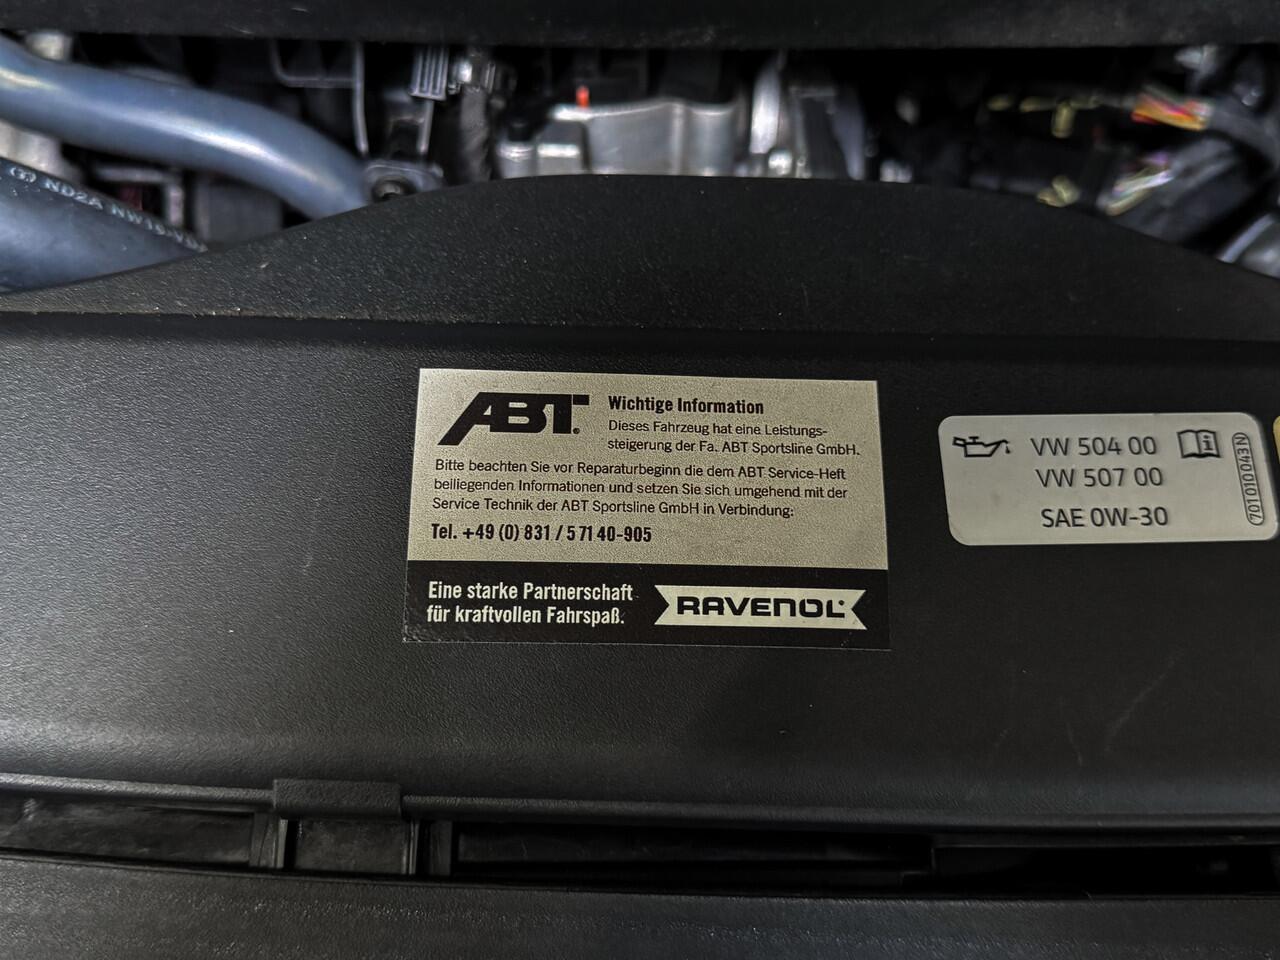 ND2A NW
ABT
Wichtige Information
Dieses Fahrzeug hat eine Leistungs-
steigerung der Fa. ABT Sportsline GmbH.
Bitte beachten Sie vor Reparaturbeginn die dem ABT Service-Heft
beiliegenden Informationen und setzen Sie sich umgehend mit der
Service Technik der ABT Sportsline GmbH in Verbindung:
Tel. +49 (0) 831 / 5 71 40-905
Eine starke Partnerschaft
für kraftvollen Fahrspaß.
RAVENOL
VW 504 00
VW 507 00
SAE 0W-30
7010101043IN